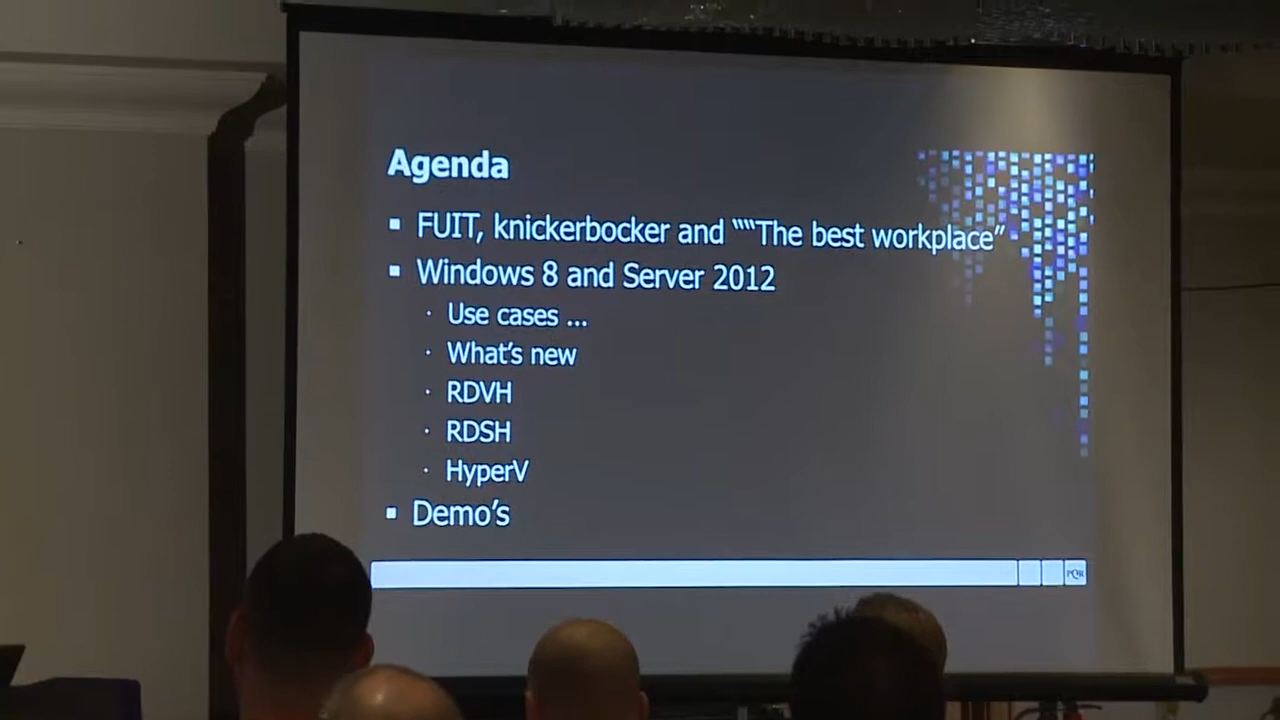 Agenda
▪ FUIT, knickerbocker and ““The best workplace”
▪ Windows 8 and Server 2012
· Use cases ...
· What’s new
· RDVH
· RDSH
· HyperV
▪ Demo’s
PQR